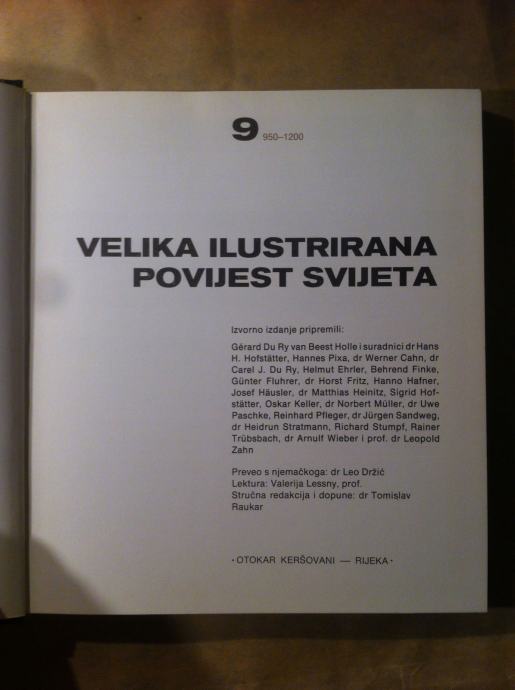 9 950–1200
VELIKA ILUSTRIRANA
POVIJEST SVIJETA
Izvorno izdanje pripremili:
Gérard Du Ry van Beest Holle i suradnici dr Hans
H. Hofstätter, Hannes Pixa, dr Werner Cahn, dr
Carel J. Du Ry, Helmut Ehrler, Behrend Finke,
Günter Fluhrer, dr Horst Fritz, Hanno Hafner,
Josef Häusler, dr Matthias Heinitz, Sigrid Hof-
stätter, Oskar Keller, dr Norbert Müller, dr Uwe
Paschke, Reinhard Pfleger, dr Jürgen Sandweg,
dr Heidrun Stratmann, Richard Stumpf, Rainer
Trübsbach, dr Arnulf Wieber i prof. dr Leopold
Zahn
Preveo s njemačkoga: dr Leo Držić
Lektura: Valerija Lessny, prof.
Stručna redakcija i dopune: dr Tomislav
Raukar
·OTOKAR KERŠOVANI — RIJEKA·